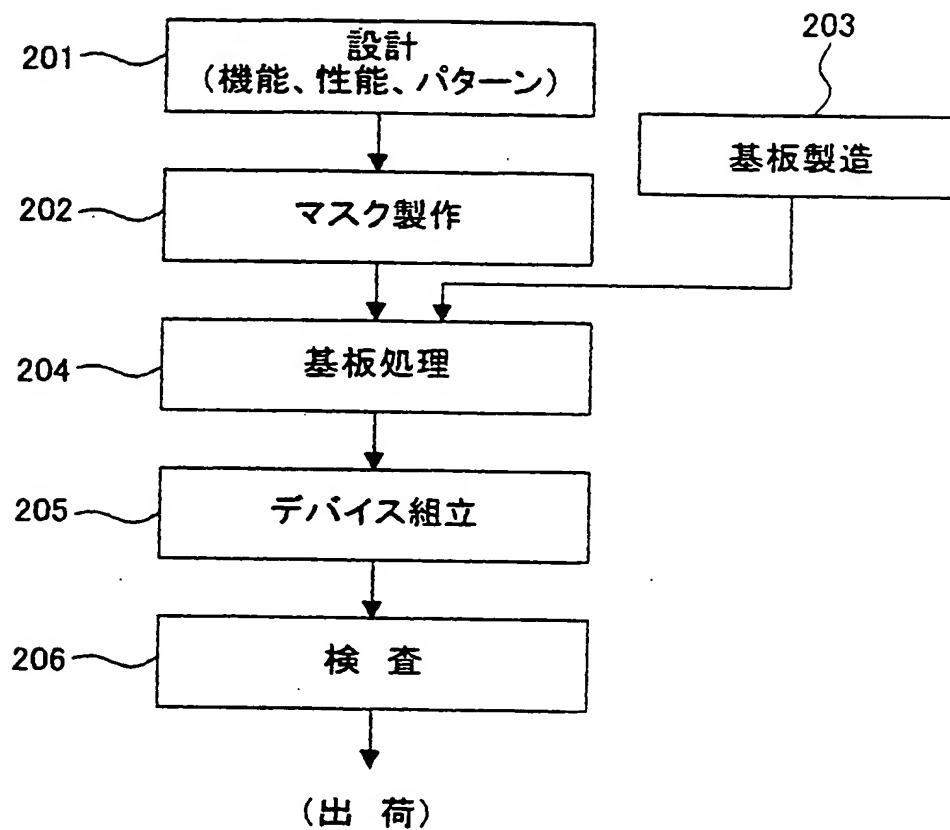 201
設計
(機能、性能、パターン)
203
基板製造
202
マスク製作
204
基板処理
205
デバイス組立
206
検 査
(出 荷)